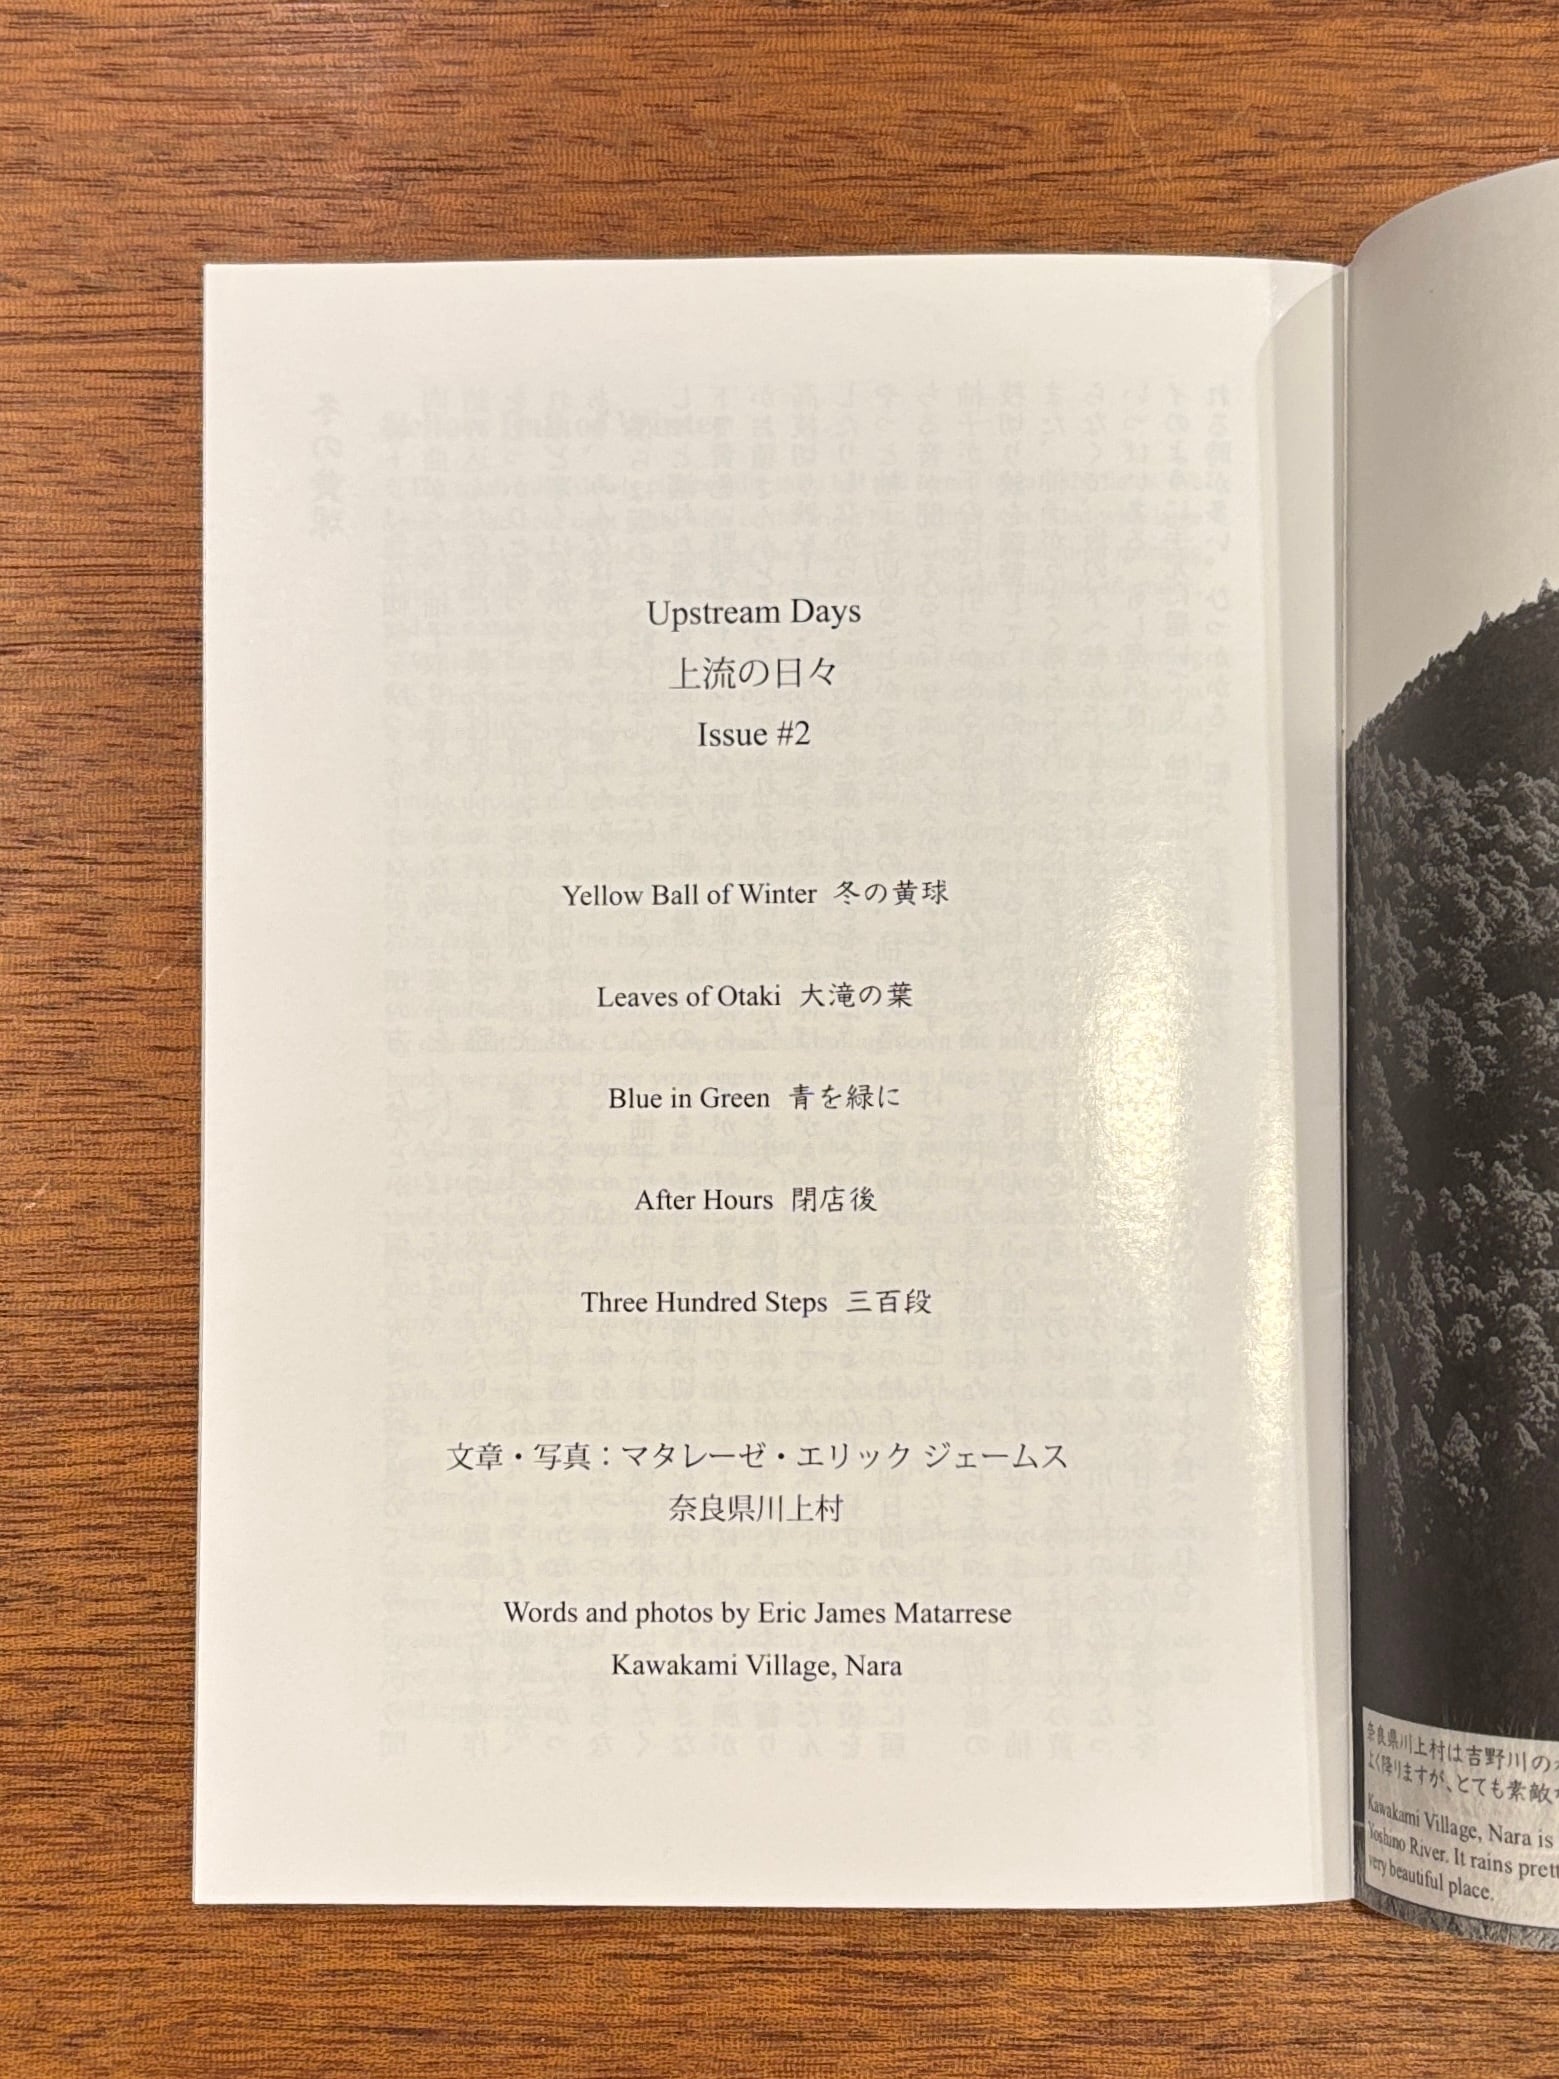 Upstream Days
上流の日々
Issue #2
Yellow Ball of Winter 冬の黄球
Leaves of Otaki 大滝の葉
Blue in Green 青を緑に
After Hours 閉店後
Three Hundred Steps 三百段
文章・写真：マタレーゼ・エリック ジェームス
奈良県川上村
Words and photos by Eric James Matarrese
Kawakami Village, Nara
奈良県川上村は吉野川の
よく降りますが、とても素敵
Kawakami Village, Nara is
Yoshino River. It rains
very beautiful place.